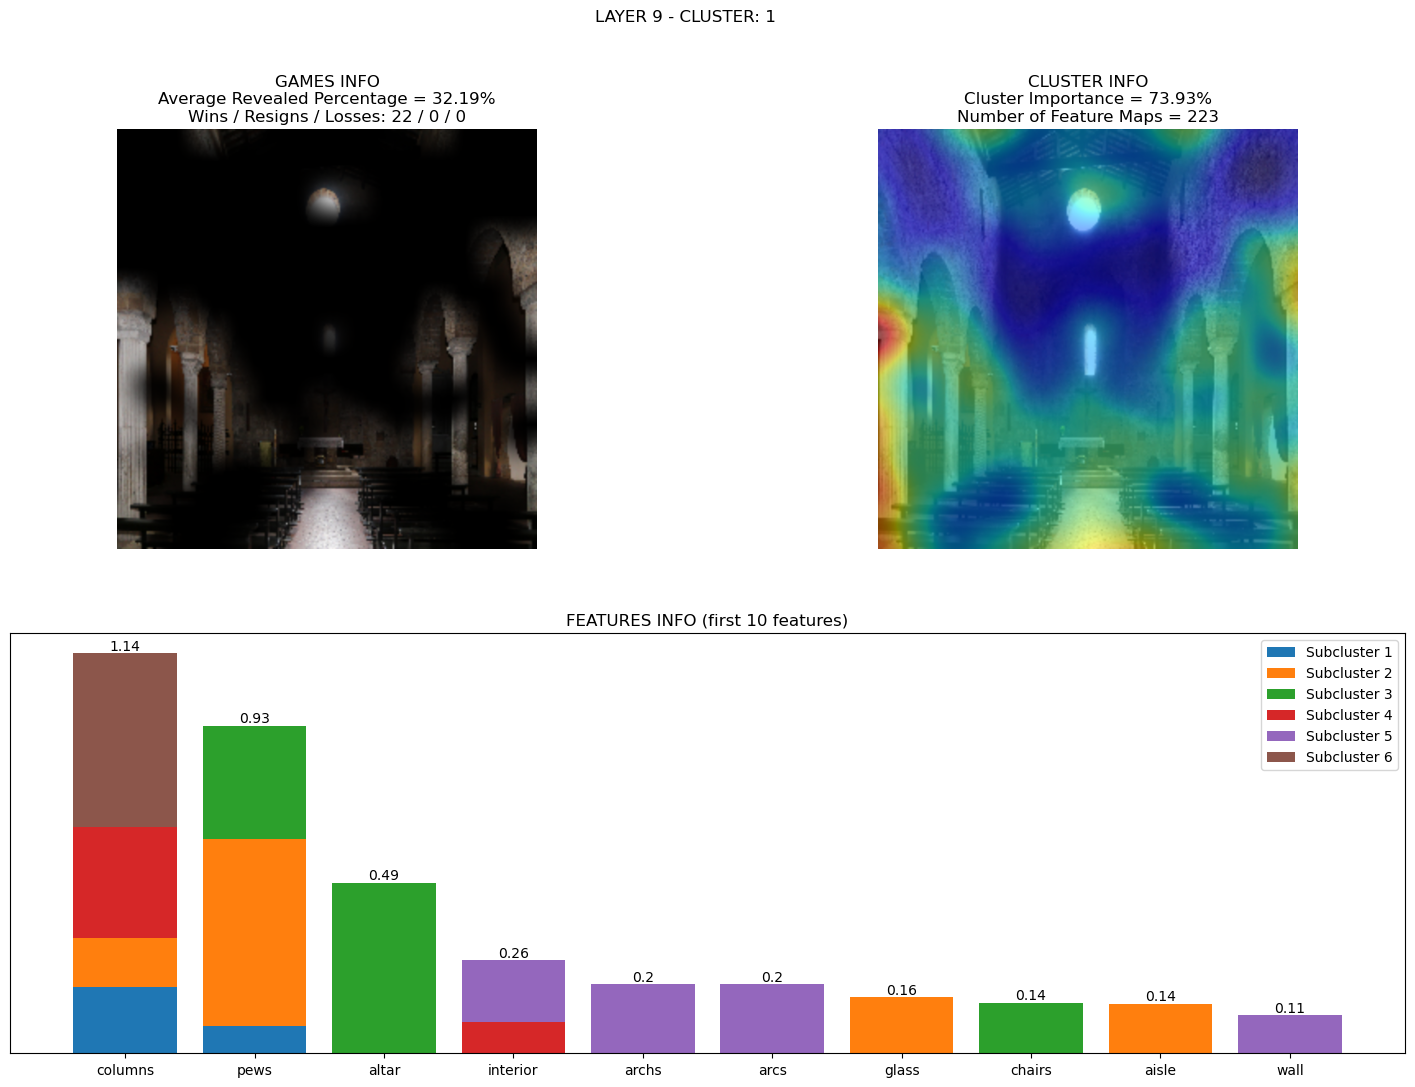 LAYER 9 - CLUSTER: 1
GAMES INFO
Average Revealed Percentage = 32.19%
Wins / Resigns / Losses: 22 / 0 / 0
CLUSTER INFO
Cluster Importance = 73.93%
Number of Feature Maps = 223
FEATURES INFO (first 10 features)
1.14
0.93
0.49
0.26
0.2
0.2
0.16
0.14
0.14
0.11
Subcluster 1
Subcluster 2
Subcluster 3
Subcluster 4
Subcluster 5
Subcluster 6
columns
pews
altar
interior
archs
arcs
glass
chairs
aisle
wall